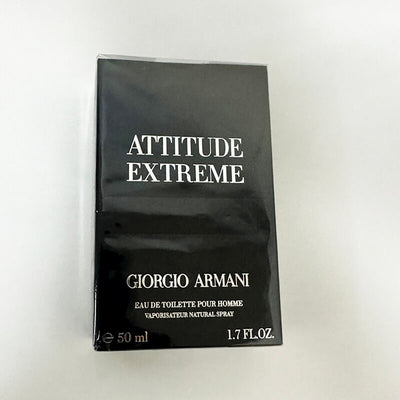 ATTITUDE
EXTREME
GIORGIO ARMANI
EAU DE TOILETTE POUR HOMME
VAPORISATEUR NATURAL SPRAY
℮ 50 ml 1.7 FL.OZ.